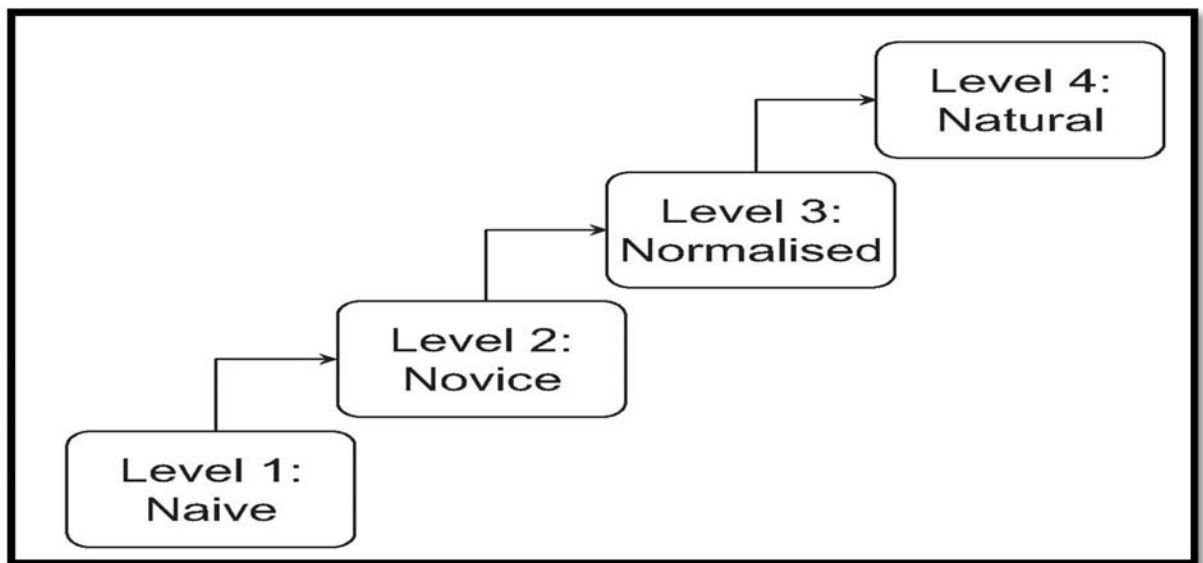 Level 4:
Natural
Level 3:
Normalised
Level 2:
Novice
Level 1:
Naive